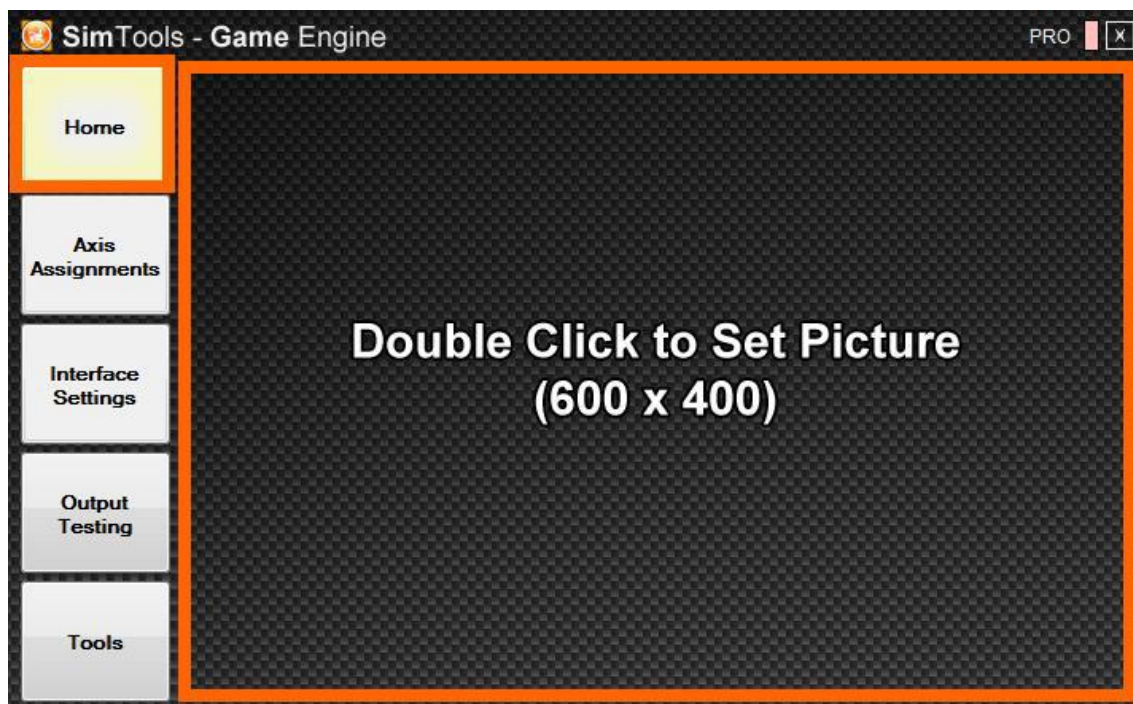 SimTools - Game Engine
PRO
X
Home
Axis
Assignments
Interface
Settings
Output
Testing
Tools
Double Click to Set Picture
(600 x 400)